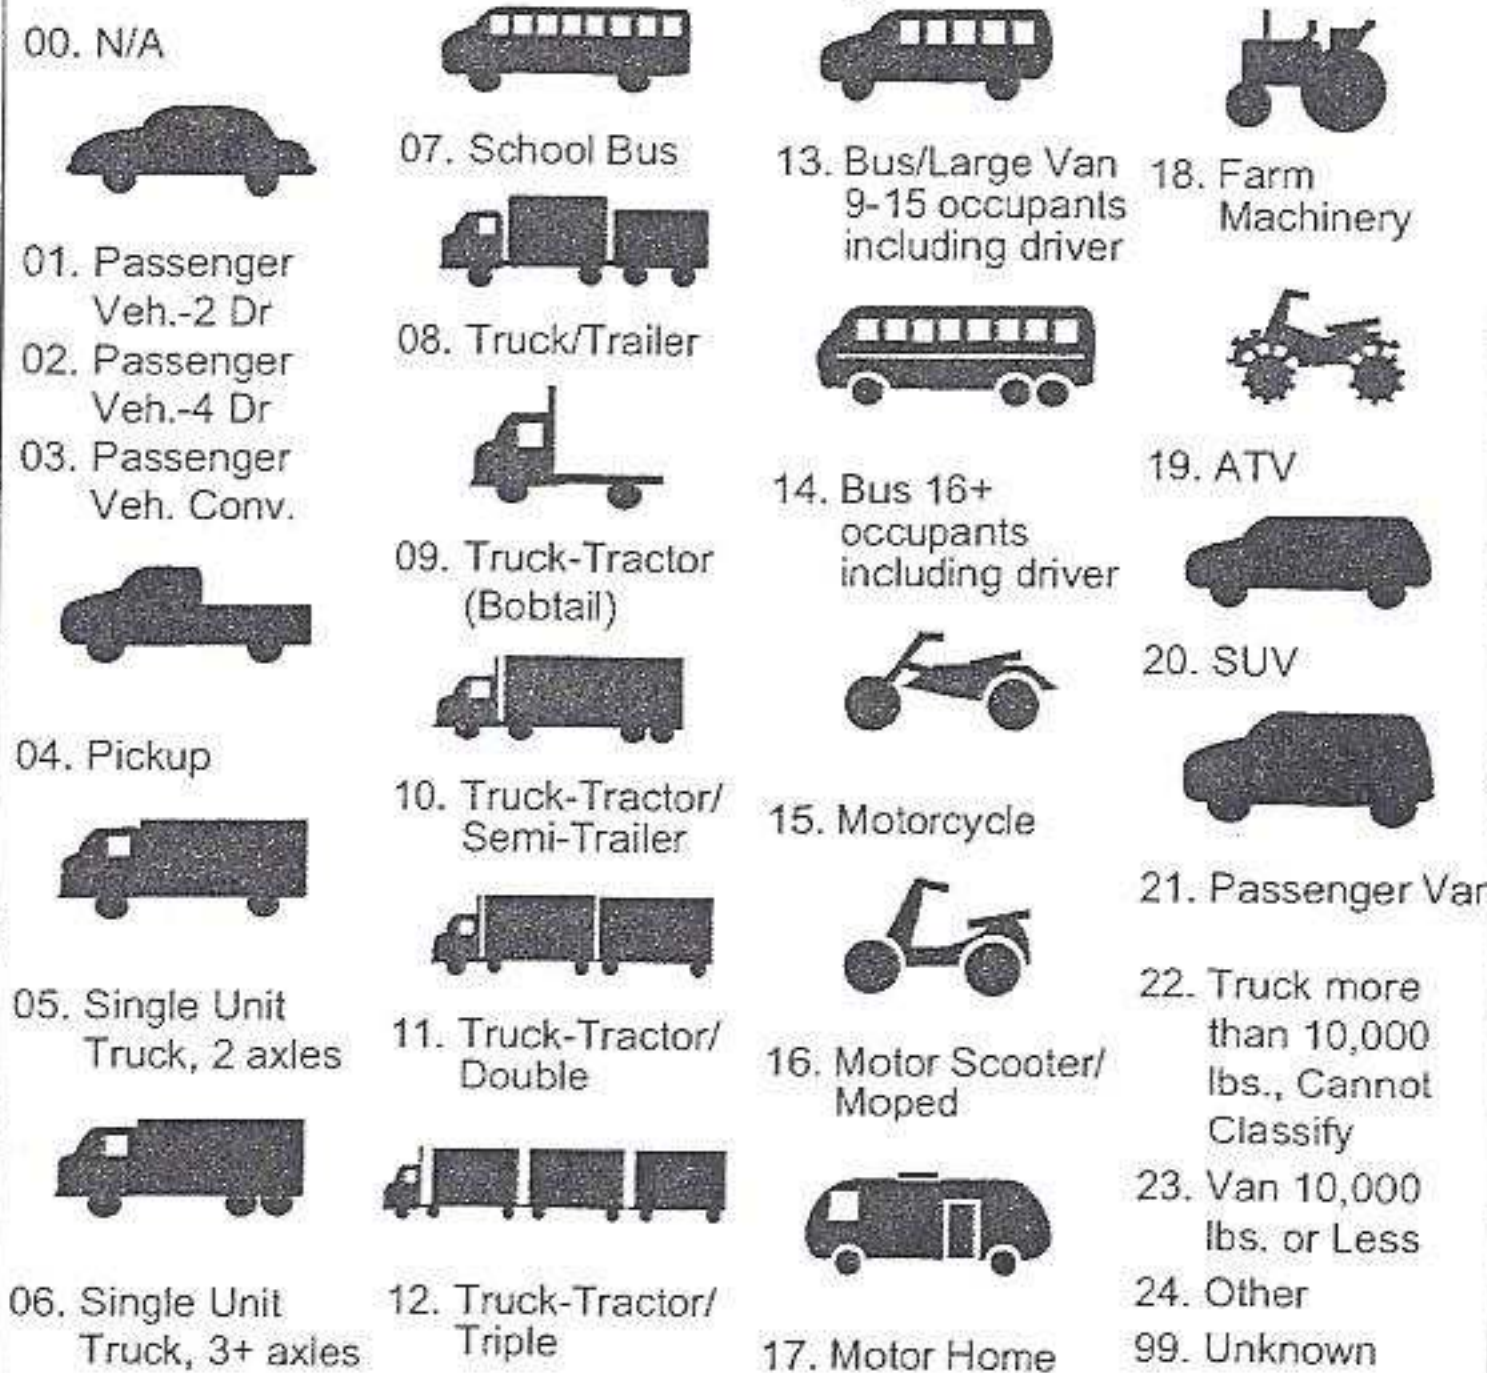 00. N/A
01. Passenger
Veh.-2 Dr
02. Passenger
Veh.-4 Dr
03. Passenger
Veh. Conv.
04. Pickup
05. Single Unit
Truck, 2 axles
06. Single Unit
Truck, 3+ axles
07. School Bus
08. Truck/Trailer
09. Truck-Tractor
(Bobtail)
10. Truck-Tractor/
Semi-Trailer
11. Truck-Tractor/
Double
12. Truck-Tractor/
Triple
13. Bus/Large Van
9-15 occupants
including driver
14. Bus 16+
occupants
including driver
15. Motorcycle
16. Motor Scooter/
Moped
17. Motor Home
18. Farm
Machinery
19. ATV
20. SUV
21. Passenger Van
22. Truck more
than 10,000
lbs., Cannot
Classify
23. Van 10,000
lbs. or Less
24. Other
99. Unknown